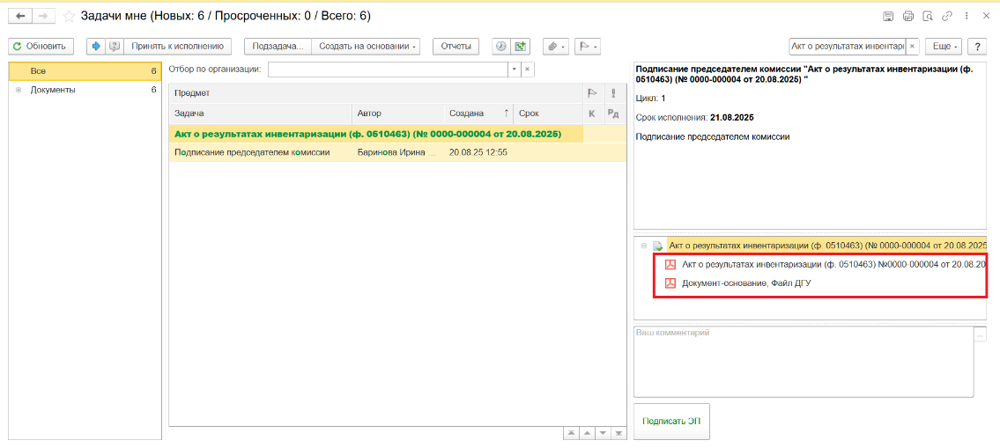 Задачи мне (Новых: 6 / Просроченных: 0 / Всего: 6)
Обновить
Принять к исполнению
Подзадача...
Создать на основании
Отчеты
Акт о результатах инвентари
Еще
?
Все 6
Документы 6
Отбор по организации:
Предмет
Задача Автор Создана ↑ Срок К Рд
Акт о результатах инвентаризации (ф. 0510463) (№ 0000-000004 от 20.08.2025)
Подписание председателем комиссии Баринова Ирина ... 20.08.25 12:55
Подписание председателем комиссии "Акт о результатах инвентаризации (ф.
0510463) (№ 0000-000004 от 20.08.2025) "
Цикл: 1
Срок исполнения: 21.08.2025
Подписание председателем комиссии
Акт о результатах инвентаризации (ф. 0510463) (№ 0000-000004 от 20.08.2025
Акт о результатах инвентаризации (ф. 0510463) №0000-000004 от 20.08.20
Документ-основание, Файл ДГУ
Ваш комментарий
...
Подписать ЭП